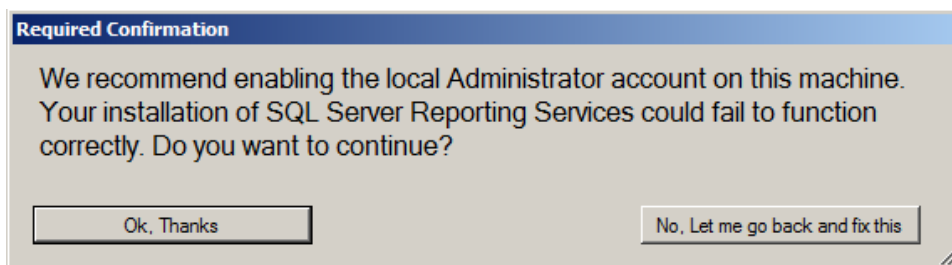 Required Confirmation
We recommend enabling the local Administrator account on this machine.
Your installation of SQL Server Reporting Services could fail to function
correctly. Do you want to continue?
Ok, Thanks
No, Let me go back and fix this